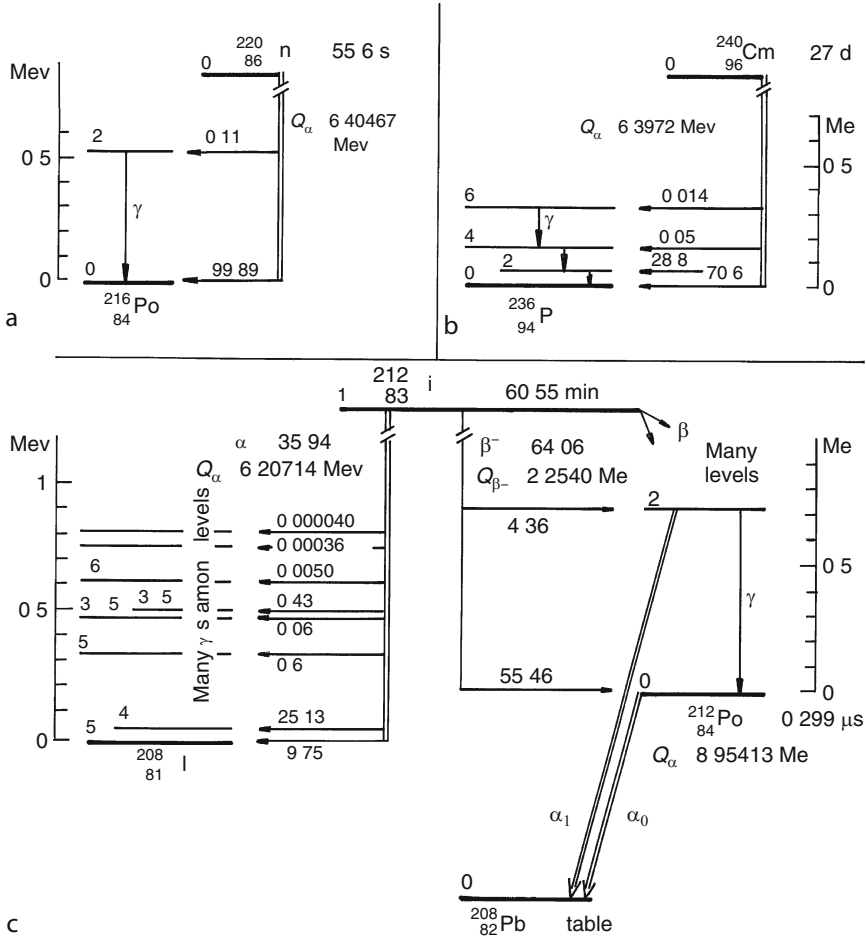 220
86 n 55 6 s
Mev
0
Q α 6 40467
Mev
2
0 11
0 5
γ
0
99 89
0
216
84 Po
a
240
96 Cm 27 d
0
Me
Q α 6 3972 Mev
0 5
6
0 014
γ
4
0 05
2
28 8
70 6
0
0
236
94 P
b
212
83 i
1
60 55 min
β
Mev
α 35 94
Q α 6 20714 Mev
β− 64 06
Q β− 2 2540 Me
Many
levels
Me
1
Many γ s amon levels
0 000040
0 00036
6
0 0050
0 5
3 5 3 5
0 43
0 06
5
0 6
4
25 13
5
9 75
0
208
81 l
2
4 36
0 5
γ
55 46
0
0
212
84 Po
0 299 μs
Q α 8 95413 Me
α1
α0
0
208
82 Pb table
c